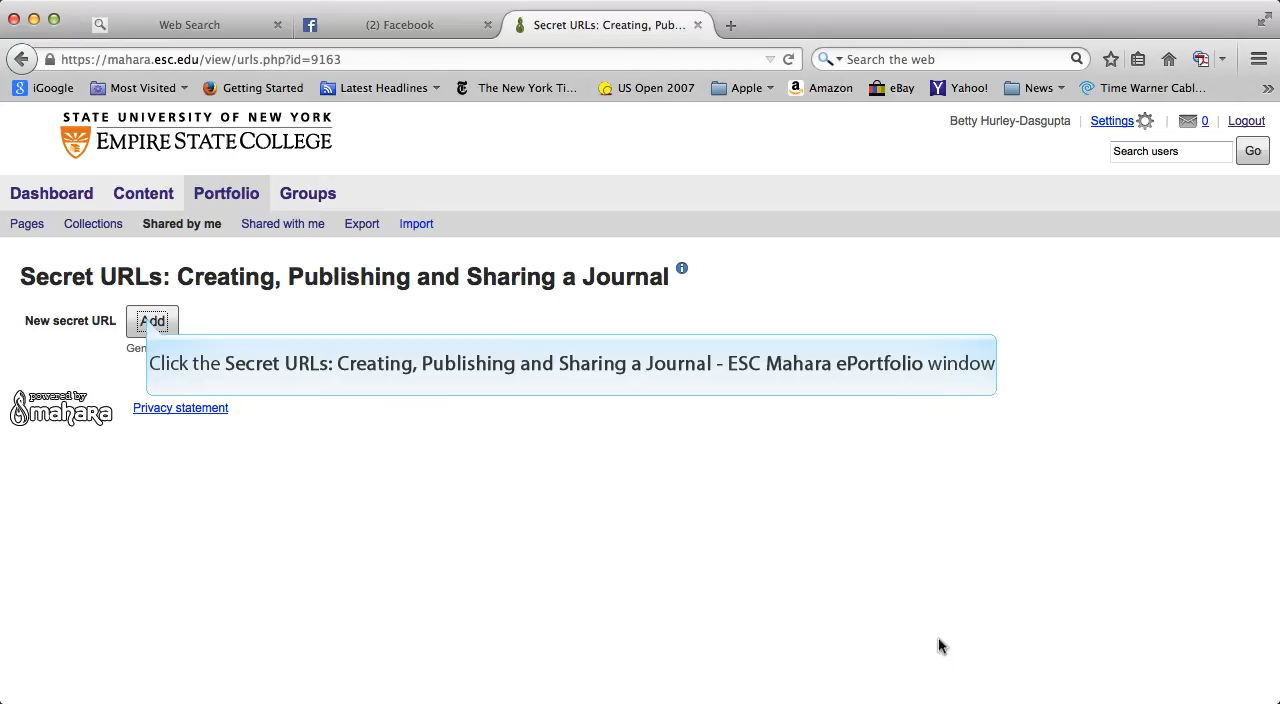 Web Search
(2) Facebook
Secret URLs: Creating, Pub...
https://mahara.esc.edu/view/urls.php?id=9163
Search the web
iGoogle
Most Visited
Getting Started
Latest Headlines
The New York Ti...
US Open 2007
Apple
Amazon
eBay
Yahoo!
News
Time Warner Cabl...
STATE UNIVERSITY OF NEW YORK
EMPIRE STATE COLLEGE
Betty Hurley-Dasgupta | Settings | 0 | Logout
Search users Go
Dashboard Content Portfolio Groups
Pages Collections Shared by me Shared with me Export Import
Secret URLs: Creating, Publishing and Sharing a Journal
New secret URL Add
Click the Secret URLs: Creating, Publishing and Sharing a Journal - ESC Mahara ePortfolio window
powered by
mahara
Privacy statement